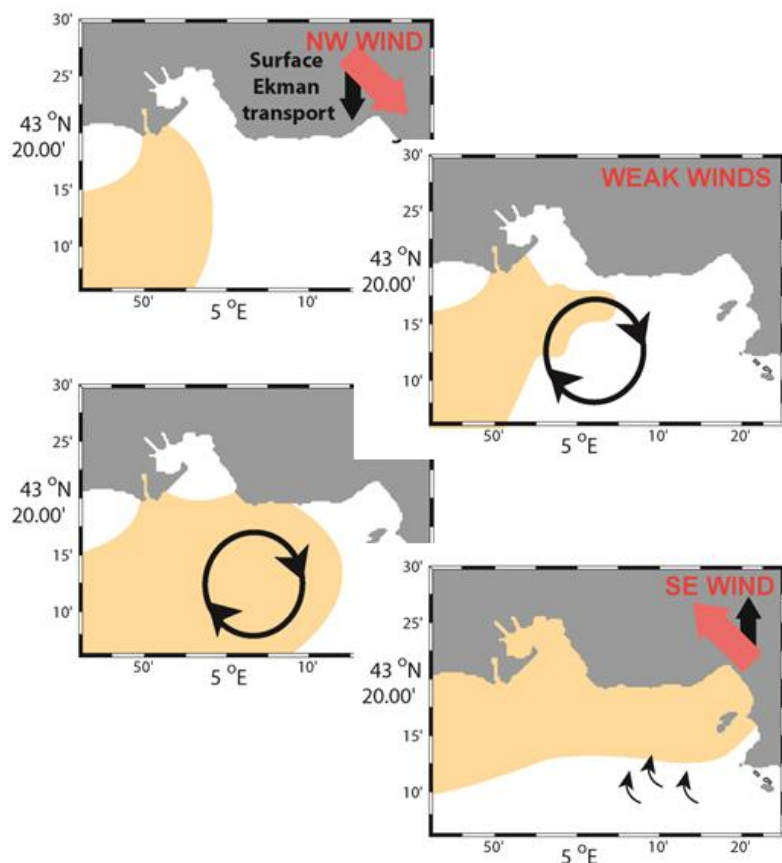 30'
NW WIND
Surface
Ekman
transport
25'
43 °N
20.00'
15'
10'
50'
5 °E
10'
30'
WEAK WINDS
25'
43 °N
20.00'
15'
10'
50'
5 °E
10'
20'
30'
25'
43 °N
20.00'
15'
10'
50'
5 °E
10'
30'
SE WIND
25'
43 °N
20.00'
15'
10'
50'
5 °E
10'
20'